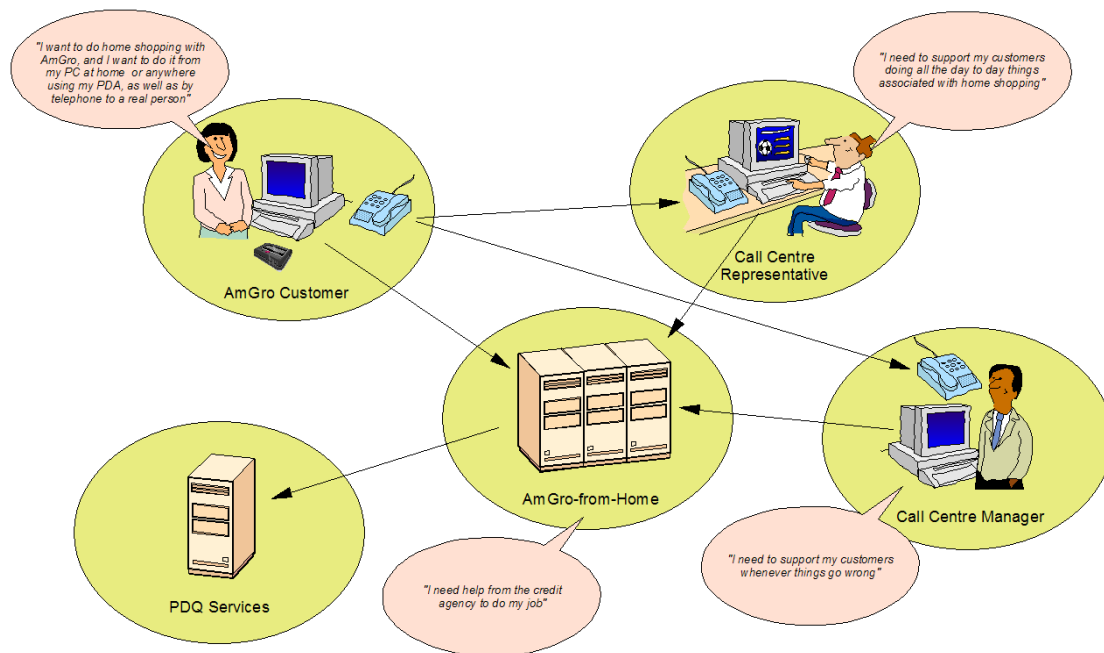 "I want to do home shopping with
AmGro, and I want to do it from
my PC at home or anywhere
using my PDA, as well as by
telephone to a real person"
"I need to support my customers
doing all the day to day things
associated with home shopping"
AmGro Customer
Call Centre
Representative
AmGro-from-Home
Call Centre Manager
PDQ Services
"I need help from the credit
agency to do my job"
"I need to support my customers
whenever things go wrong"